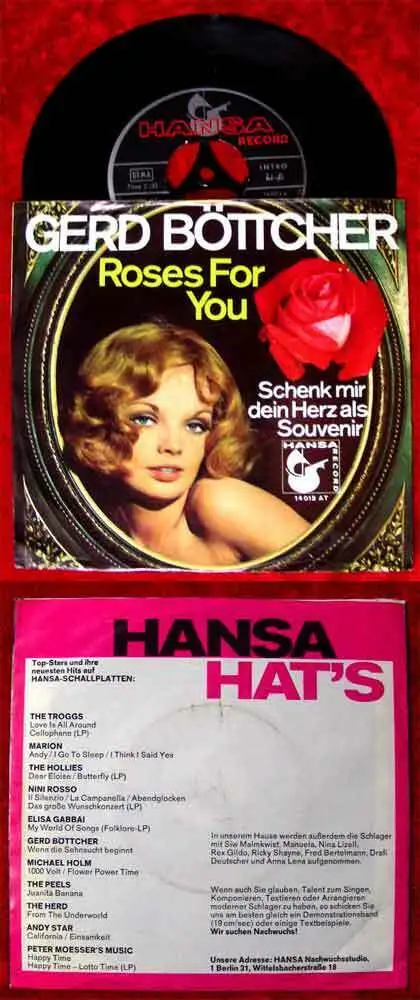 HANSA
RECORD
GEMA
INTRO
GERD BÖTTCHER
Roses For
You
Schenk mir
dein Herz als
Souvenir
HANSA
RECORD
14012 AT
HANSA
HAT'S
Top-Stars und ihre
neuesten Hits auf
HANSA-SCHALLPLATTEN:
THE TROGGS
Love Is All Around
Cellophane (LP)
MARION
Andy / I Go To Sleep / I Think I Said Yes
THE HOLLIES
Dear Eloise / Butterfly (LP)
NINI ROSSO
Il Silenzio / La Campanella / Abendglocken
Das große Wunschkonzert (LP)
ELISA GABBAI
My World Of Songs (Folklore-LP)
GERD BÖTTCHER
Wenn die Sehnsucht beginnt
MICHAEL HOLM
1000 Volt / Flower Power Time
THE PEELS
Juanita Banana
THE HERD
From The Underworld
ANDY STAR
California / Einsamkeit
PETER MOESSER'S MUSIC
Happy Time
Happy Time – Lotto Time (LP)
In unserem Hause werden außerdem die Schlager
mit Siw Malmkwist, Manuela, Nina Lizell,
Rex Gildo, Ricky Shayne, Fred Bertelmann, Drafi
Deutscher und Anna Lena aufgenommen.
Wenn auch Sie glauben, Talent zum Singen,
Komponieren, Textieren oder Arrangieren
moderner Schlager zu haben, so schicken Sie
uns am besten gleich ein Demonstrationsband
(19 cm/sec) oder einige Textbeispiele.
Wir suchen Nachwuchs!
Unsere Adresse: HANSA Nachwuchsstudio,
1 Berlin 31, Wittelsbacherstraße 18